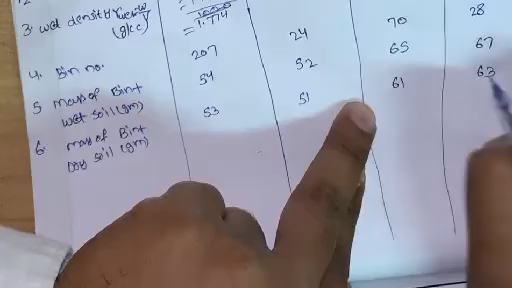 3. wet density
(g/cc)
= 1.774
4. Bin no. 207 24 70 28
5 Mass of Bin+ 54 52 65 67
wet soil (gm)
6 Mass of Bin+ 53 51 61 63
Dry soil (gm)